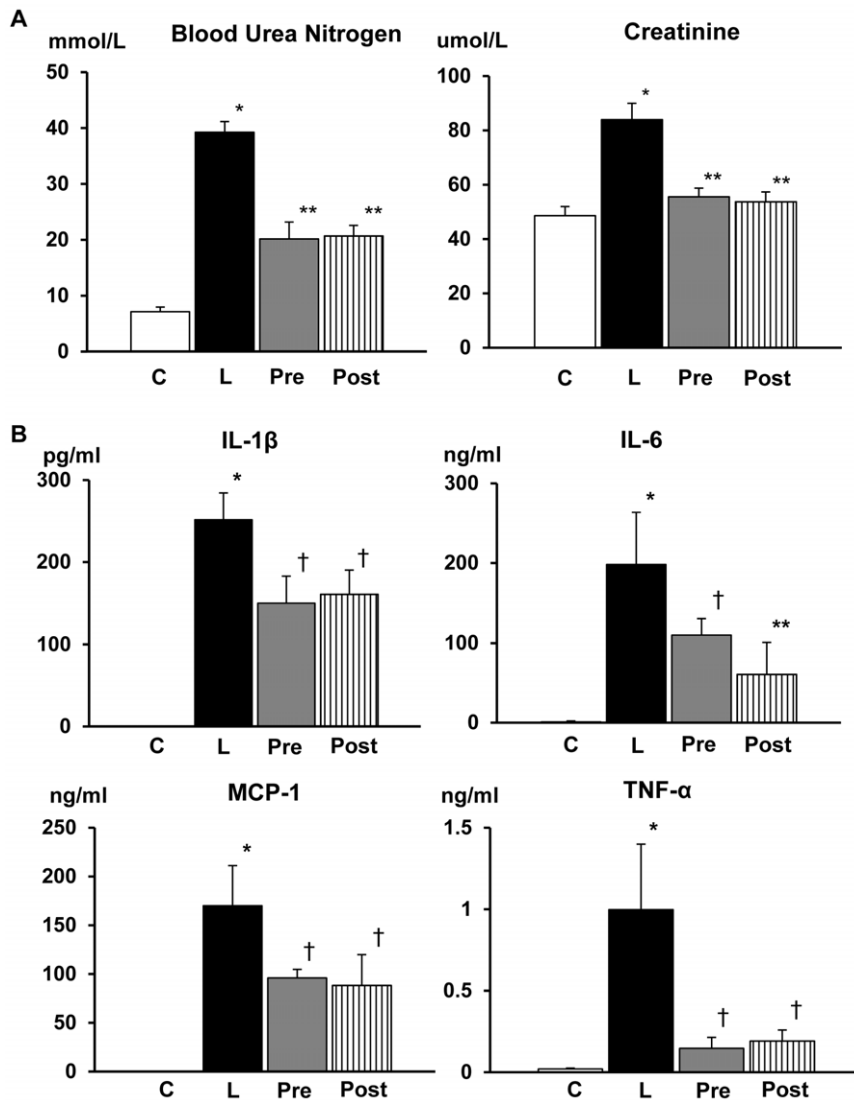 A
Blood Urea Nitrogen
mmol/L
50
40
30
20
10
0
*
**
**
C L Pre Post
Creatinine
umol/L
100
80
60
40
20
0
*
**
**
C L Pre Post
B
IL-1β
pg/ml
300
200
100
0
*
†
†
C L Pre Post
IL-6
ng/ml
300
200
100
0
*
†
**
C L Pre Post
MCP-1
ng/ml
250
200
150
100
50
0
*
†
†
C L Pre Post
TNF-α
ng/ml
1.5
1
0.5
0
*
†
†
C L Pre Post